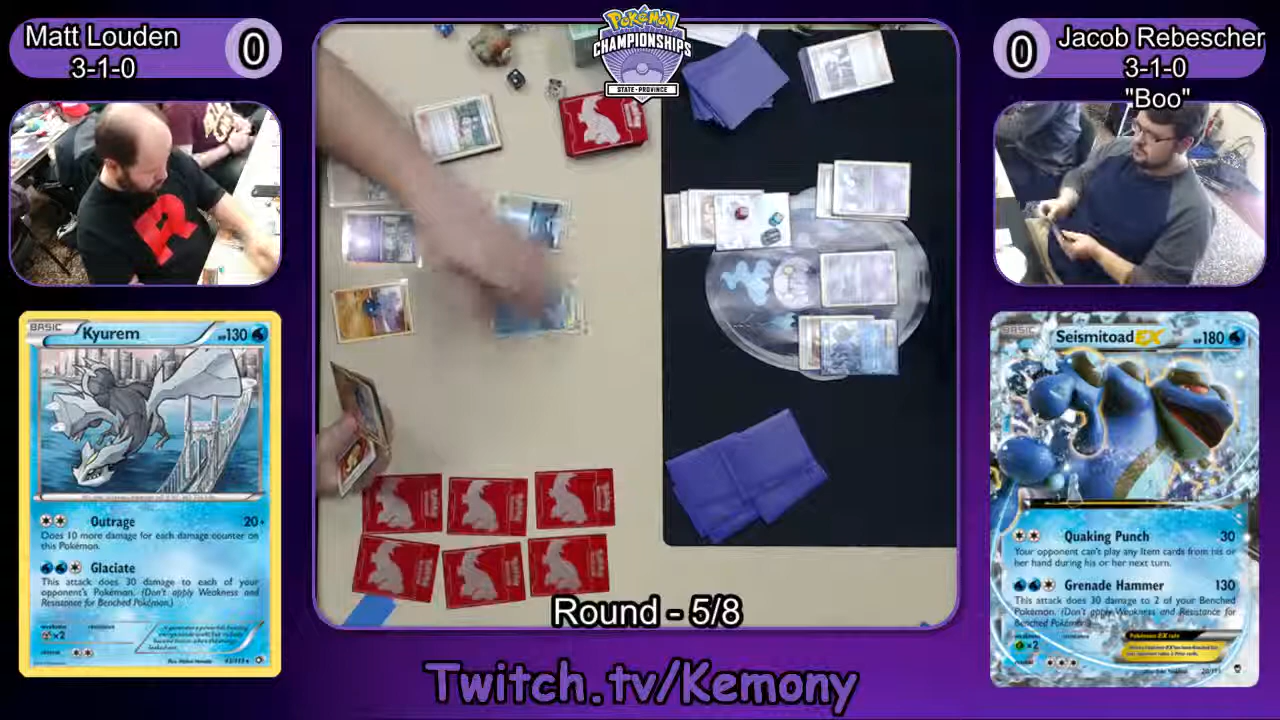 Matt Louden
3-1-0
0
Pokémon
CHAMPIONSHIPS
STATE • PROVINCE
0
Jacob Rebescher
3-1-0
"Boo"
R
BASIC Kyurem HP130
Outrage 20+
Does 10 more damage for each damage counter on
this Pokémon.
Glaciate
This attack does 30 damage to each of your
opponent's Pokémon. (Don't apply Weakness and
Resistance for Benched Pokémon.)
×2
BASIC
Seismitoad EX HP180
Quaking Punch 30
Your opponent can't play any Item cards from his or
her hand during his or her next turn.
Grenade Hammer 130
This attack does 30 damage to 2 of your Benched
Pokémon. (Don't apply Weakness and Resistance for
Benched Pokémon.)
×2
Pokémon-EX rule
Round - 5/8
Twitch.tv/Kemony